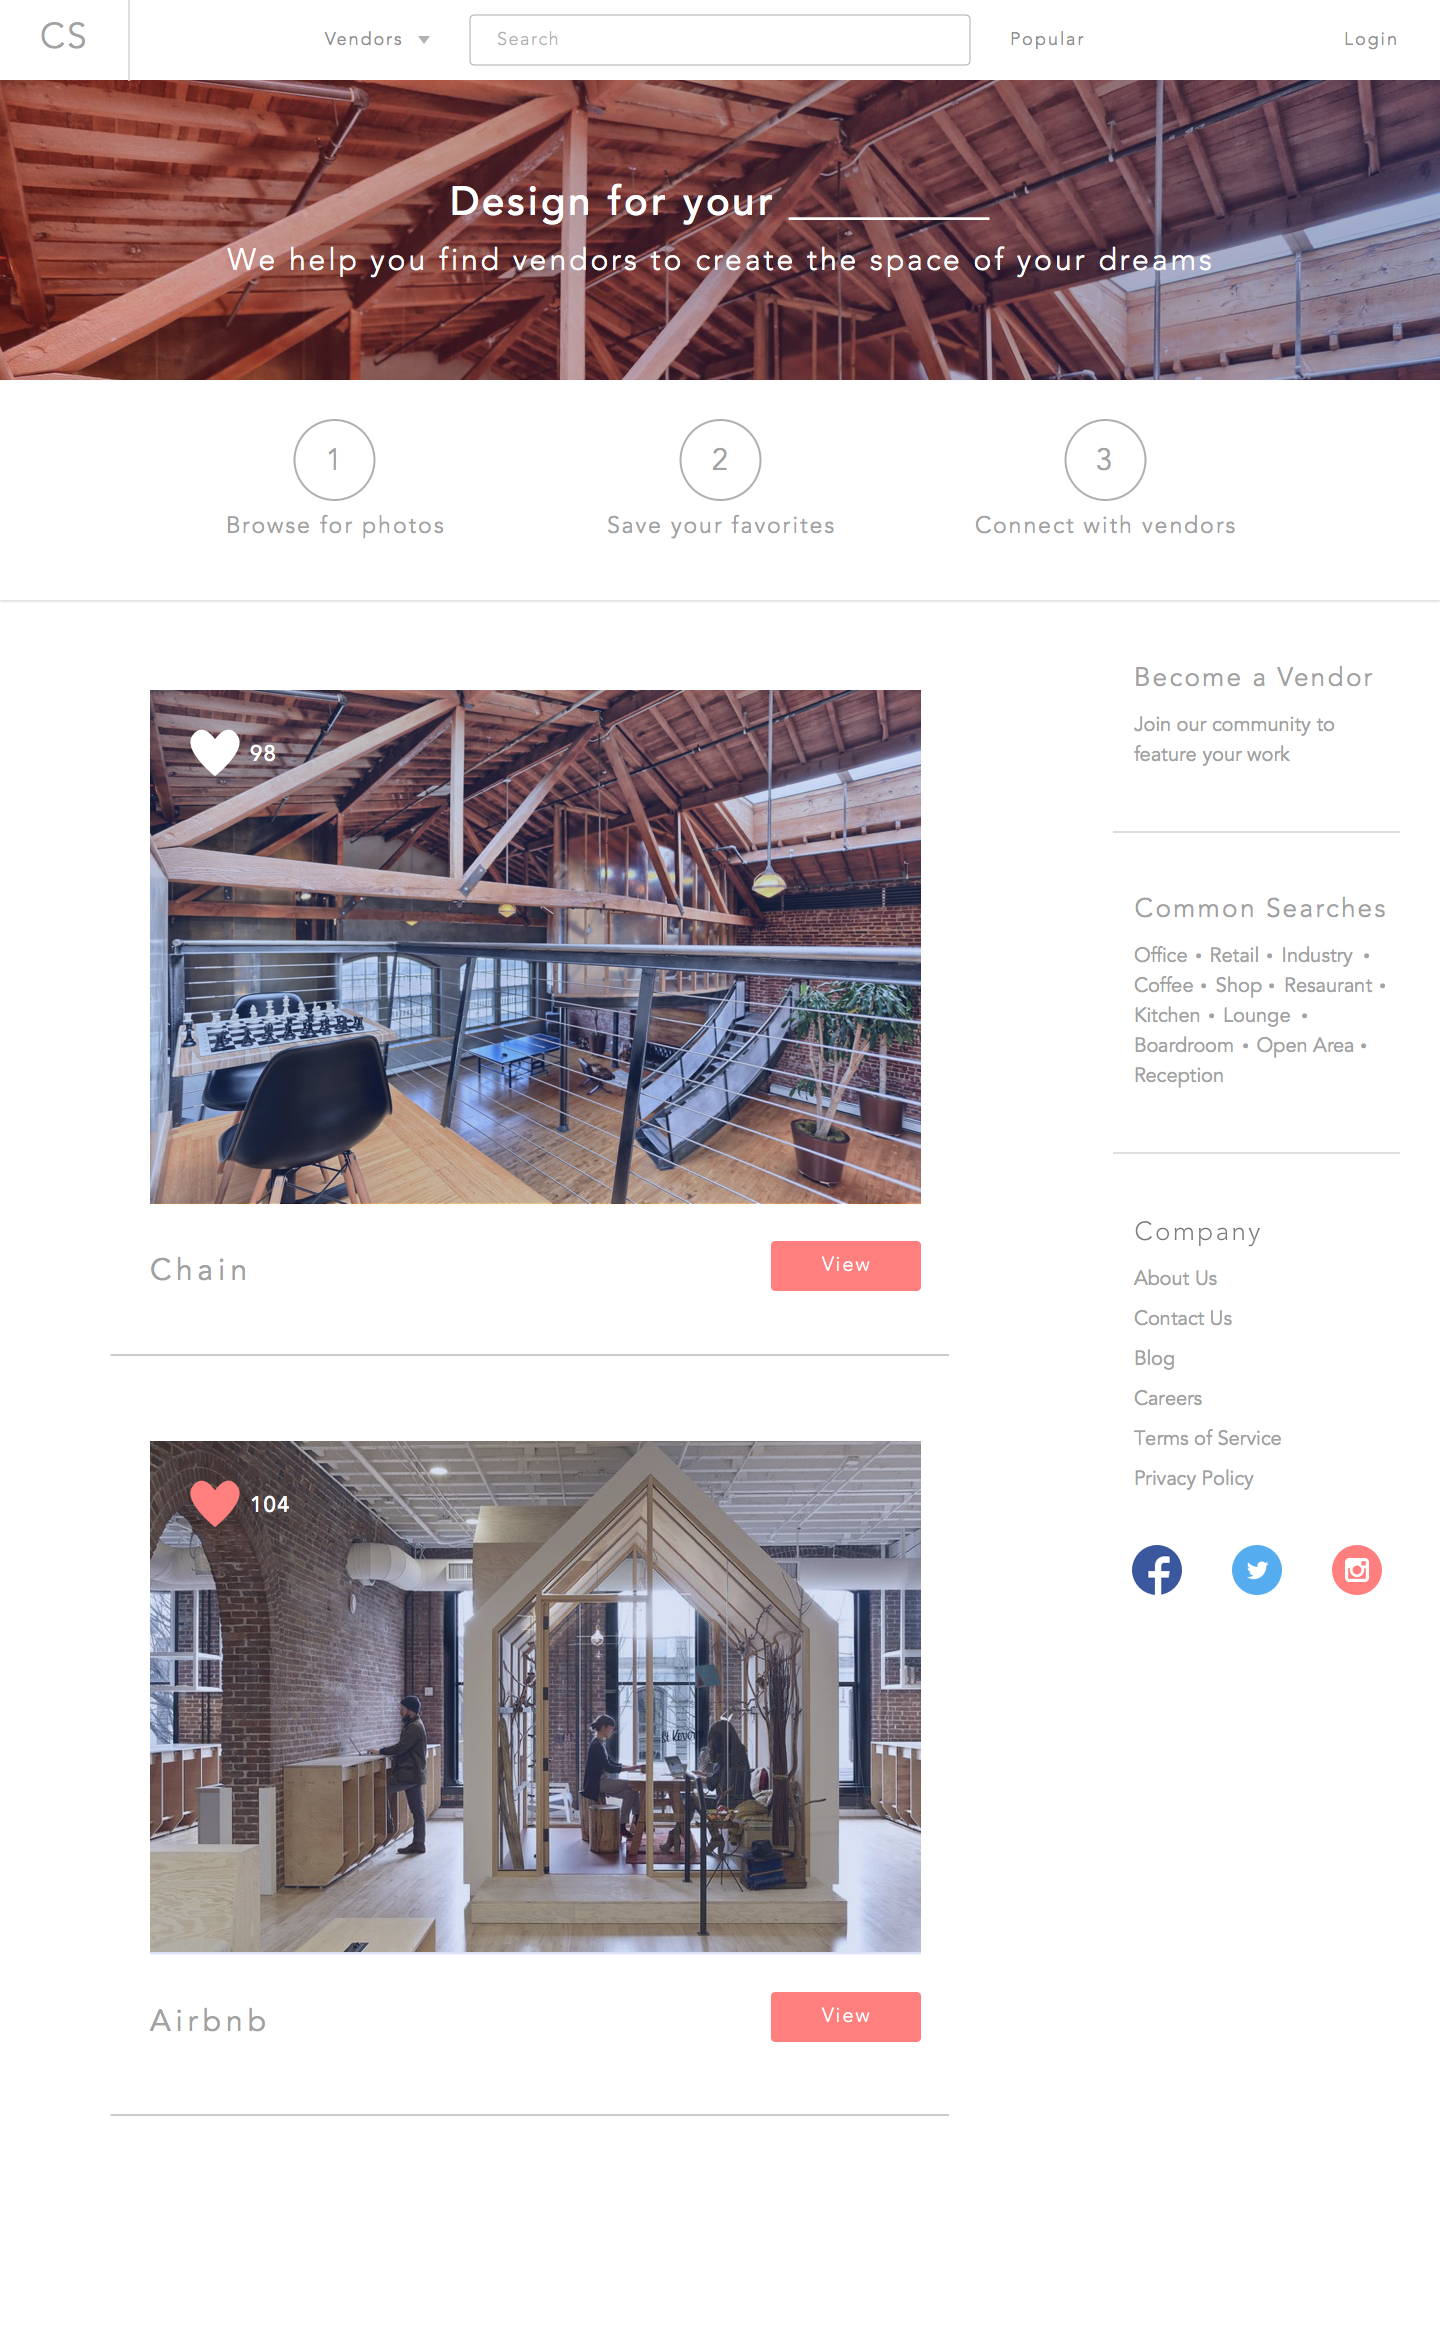 CS
Vendors
Search
Popular
Login
Design for your __________
We help you find vendors to create the space of your dreams
1
2
3
Browse for photos
Save your favorites
Connect with vendors
98
Chain
View
104
Airbnb
View
Become a Vendor
Join our community to
feature your work
Common Searches
Office • Retail • Industry •
Coffee • Shop • Resaurant •
Kitchen • Lounge •
Boardroom • Open Area •
Reception
Company
About Us
Contact Us
Blog
Careers
Terms of Service
Privacy Policy